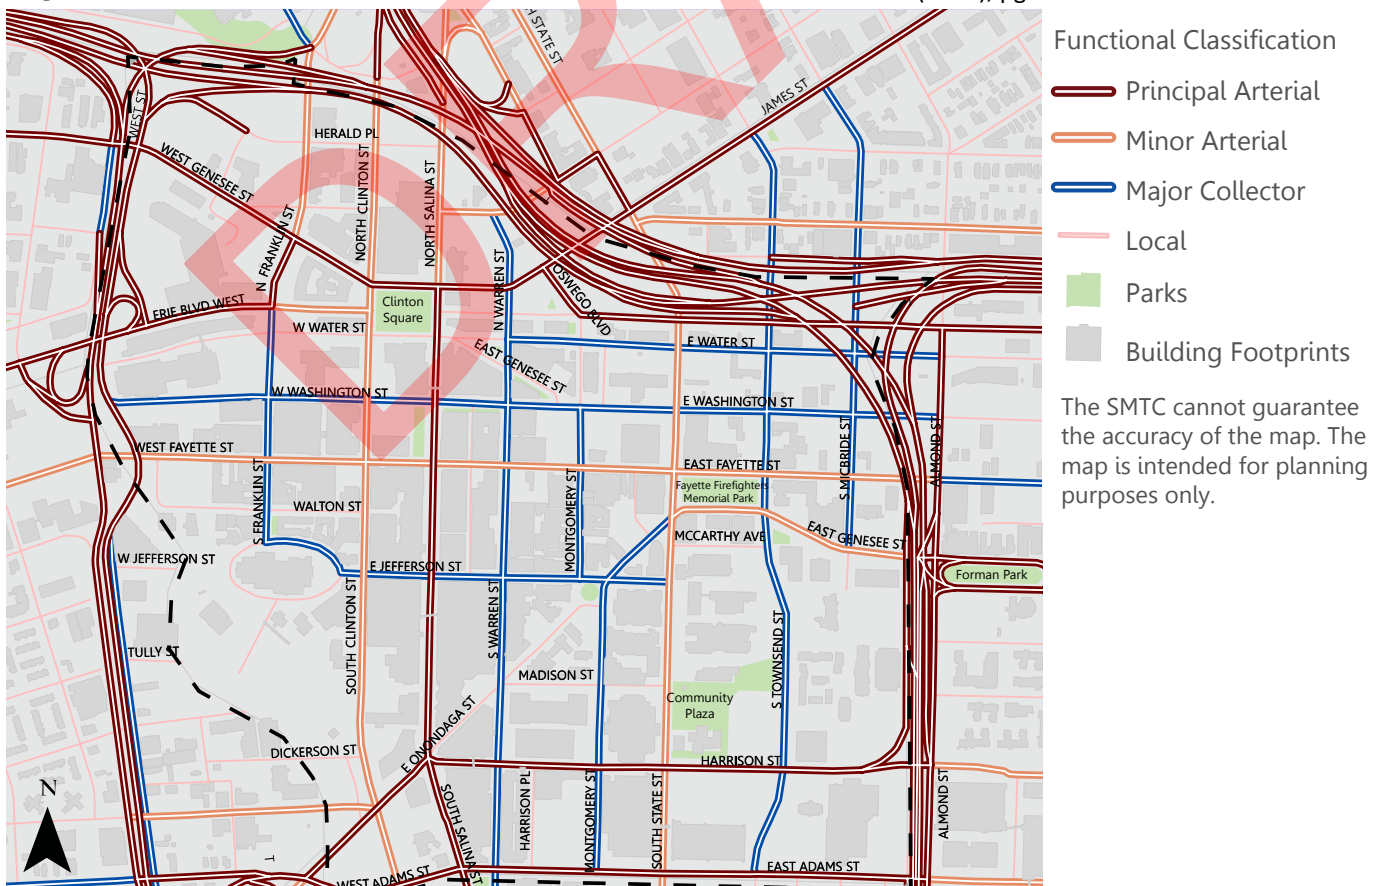 H STATE ST
JAMES ST
WEST ST
HERALD PL
WEST GENESEE ST
NORTH CLINTON ST
NORTH SALINA ST
N FRANKLIN ST
N WARREN ST
OSWEGO BLVD
ERIE BLVD WEST
Clinton
Square
W WATER ST
E WATER ST
EAST GENESEE ST
W WASHINGTON ST
E WASHINGTON ST
WEST FAYETTE ST
EAST FAYETTE ST
S MCBRIDE ST
ALMOND ST
Fayette Firefighters
Memorial Park
S FRANKLIN ST
WALTON ST
MONTGOMERY ST
MCCARTHY AVE
EAST GENESEE ST
W JEFFERSON ST
E JEFFERSON ST
Forman Park
SOUTH CLINTON ST
S WARREN ST
S TOWNSEND ST
TULLY ST
MADISON ST
Community
Plaza
E ONONDAGA ST
DICKERSON ST
HARRISON ST
SOUTH SALINA ST
HARRISON PL
MONTGOMERY ST
SOUTH STATE ST
ALMOND ST
N
T
WEST ADAMS ST
EAST ADAMS ST
Functional Classification
Principal Arterial
Minor Arterial
Major Collector
Local
Parks
Building Footprints
The SMTC cannot guarantee
the accuracy of the map. The
map is intended for planning
purposes only.